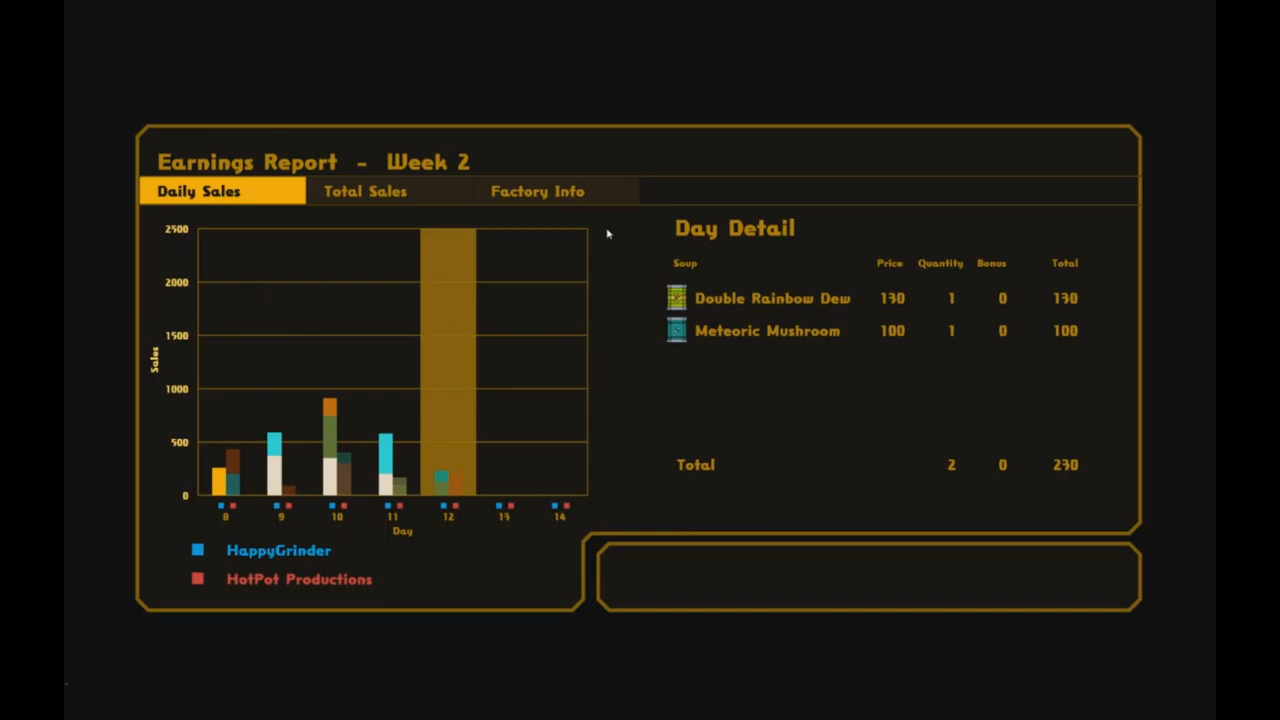 Earnings Report - Week 2
Daily Sales
Total Sales
Factory Info
2500
2000
1500
1000
500
0
Sales
8
9
10
11
12
13
14
Day
HappyGrinder
HotPot Productions
Day Detail
Soup Price Quantity Bonus Total
Double Rainbow Dew 130 1 0 130
Meteoric Mushroom 100 1 0 100
Total 2 0 230